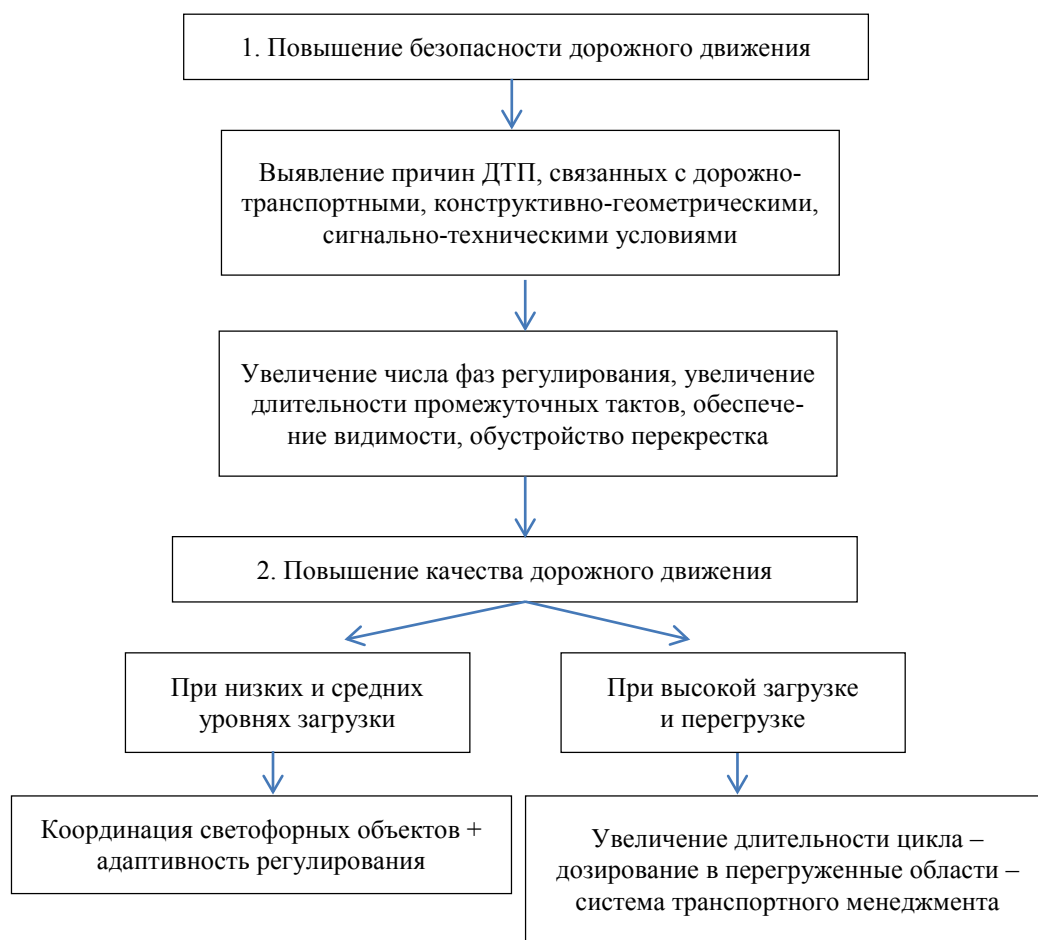 1. Повышение безопасности дорожного движения
Выявление причин ДТП, связанных с дорожно-
транспортными, конструктивно-геометрическими,
сигнально-техническими условиями
Увеличение числа фаз регулирования, увеличение
длительности промежуточных тактов, обеспече-
ние видимости, обустройство перекрестка
2. Повышение качества дорожного движения
При низких и средних
уровнях загрузки
При высокой загрузке
и перегрузке
Координация светофорных объектов +
адаптивность регулирования
Увеличение длительности цикла –
дозирование в перегруженные области –
система транспортного менеджмента